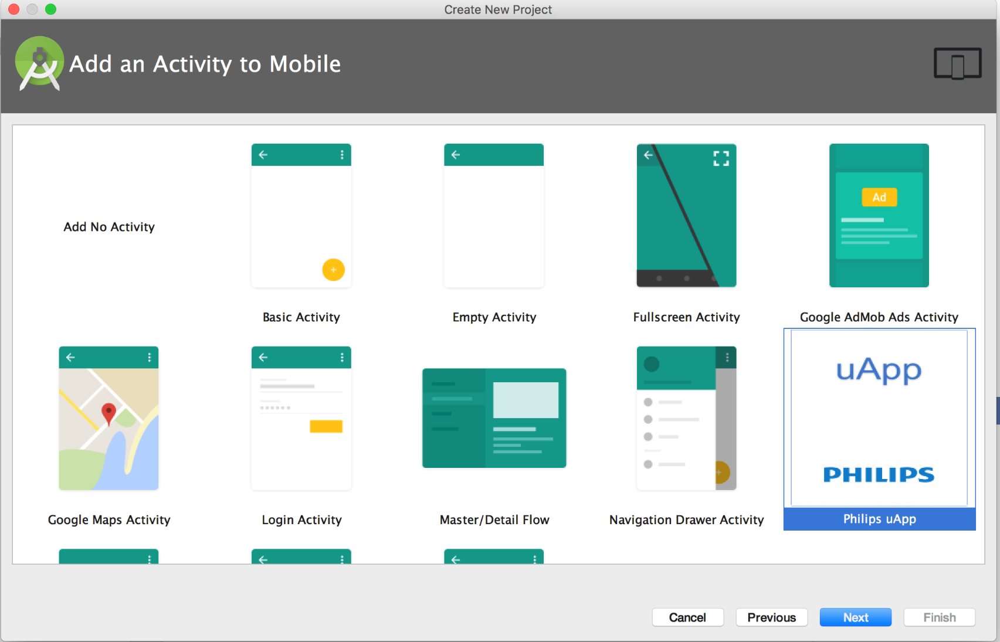 Create New Project
Add an Activity to Mobile
Ad
Add No Activity
Basic Activity
Empty Activity
Fullscreen Activity
Google AdMob Ads Activity
uApp
PHILIPS
Google Maps Activity
Login Activity
Master/Detail Flow
Navigation Drawer Activity
Philips uApp
Cancel
Previous
Next
Finish